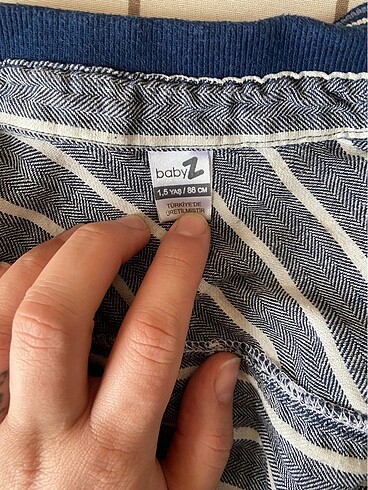 babyZ
1,5 YAŞ / 86 CM
TÜRKİYE'DE
ÜRETİLMİŞTİR